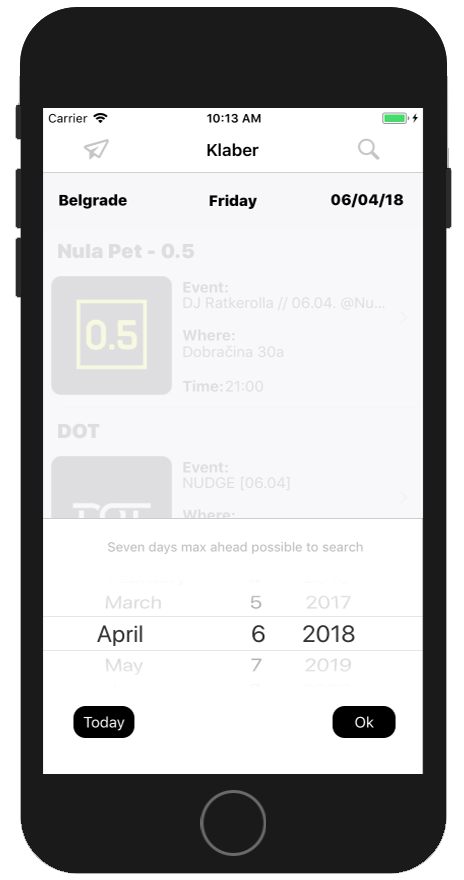 Carrier 10:13 AM
Klaber
Belgrade Friday 06/04/18
Nula Pet - 0.5
0.5
Event:
DJ Ratkerolla // 06.04. @Nu...
Where:
Dobračina 30a
Time: 21:00
DOT
Event:
NUDGE [06.04]
Where:
Seven days max ahead possible to search
March 5 2017
April 6 2018
May 7 2019
Today Ok